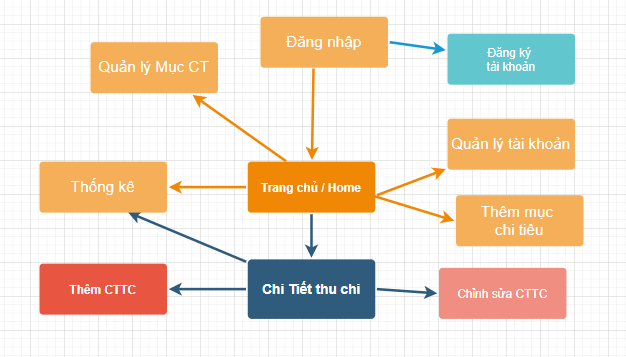 Đăng nhập
Quản lý Mục CT
Đăng ký
tài khoản
Quản lý tài khoản
Thống kê
Trang chủ / Home
Thêm mục
chi tiêu
Thêm CTTC
Chi Tiết thu chi
Chỉnh sửa CTTC